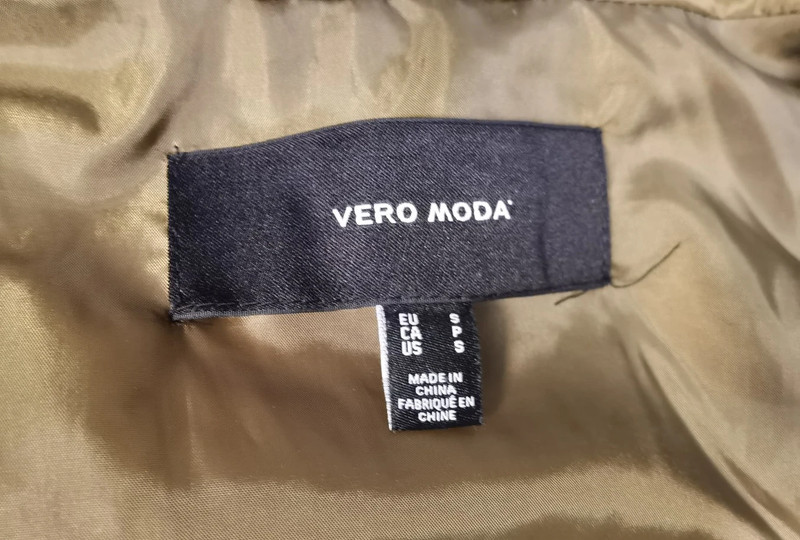 VERO MODA
EU S
CA P
US S
MADE IN
CHINA
FABRIQUÉ EN
CHINE